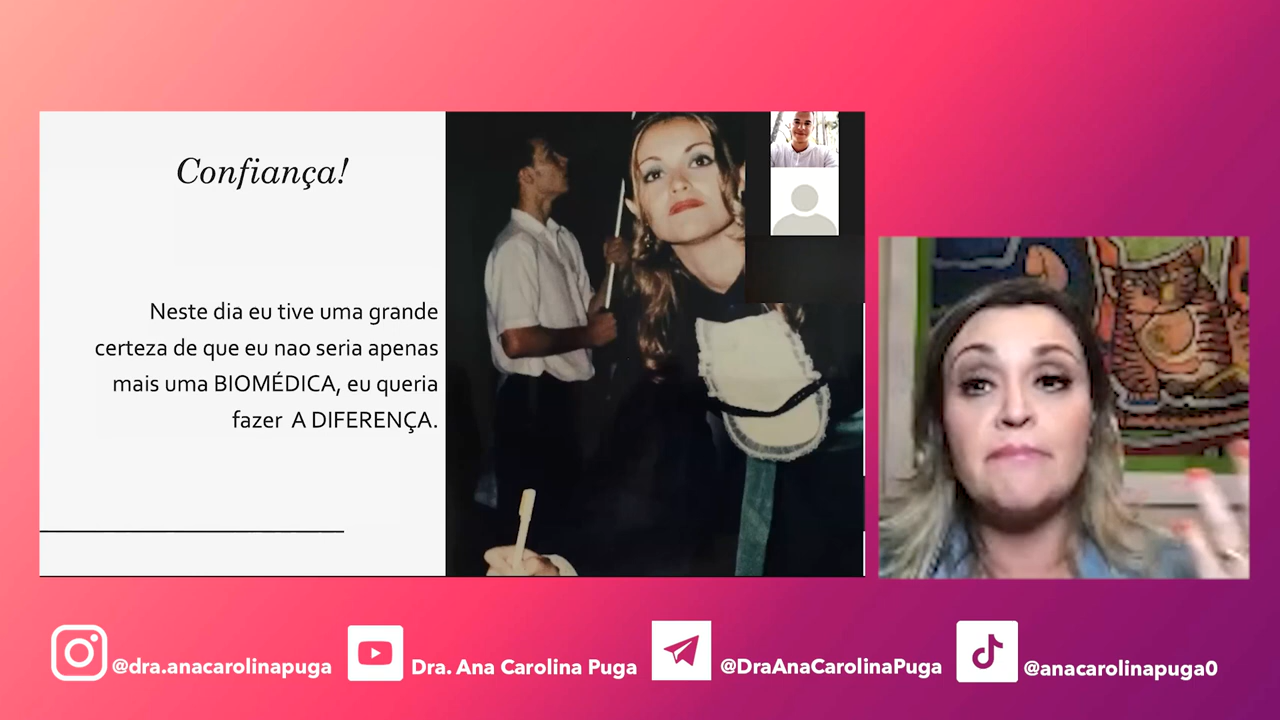 Confiança!
Neste dia eu tive uma grande
certeza de que eu nao seria apenas
mais uma BIOMÉDICA, eu queria
fazer A DIFERENÇA.
@dra.anacarolinapuga
Dra. Ana Carolina Puga
@DraAnaCarolinaPuga
@anacarolinapuga0